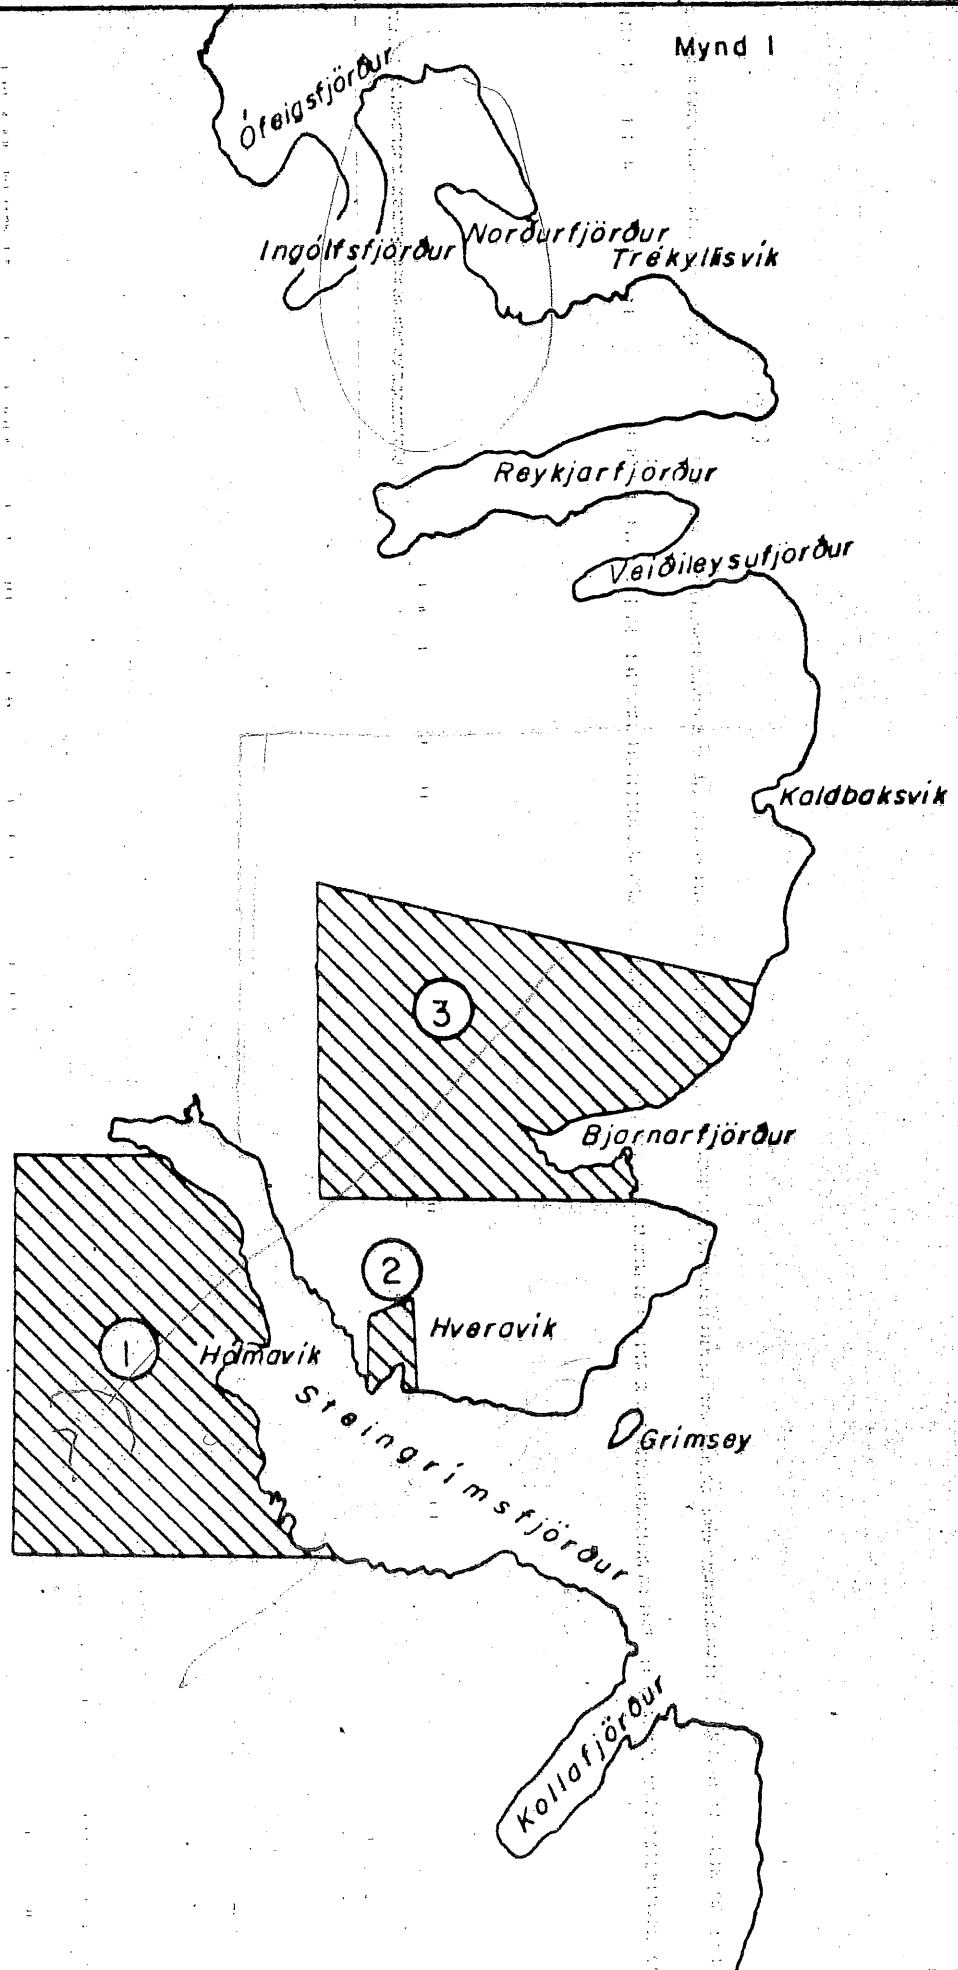 Mynd 1
Ófeigsfjörður
Ingólfsfjörður
Norðurfjörður
Trékyllisvík
Reykjarfjörður
Veiðileysufjörður
Kaldbaksvík
3
Bjarnarfjörður
2
Hveravík
1
Hólmavík
Steingrímsfjörður
Grímsey
Kollafjörður